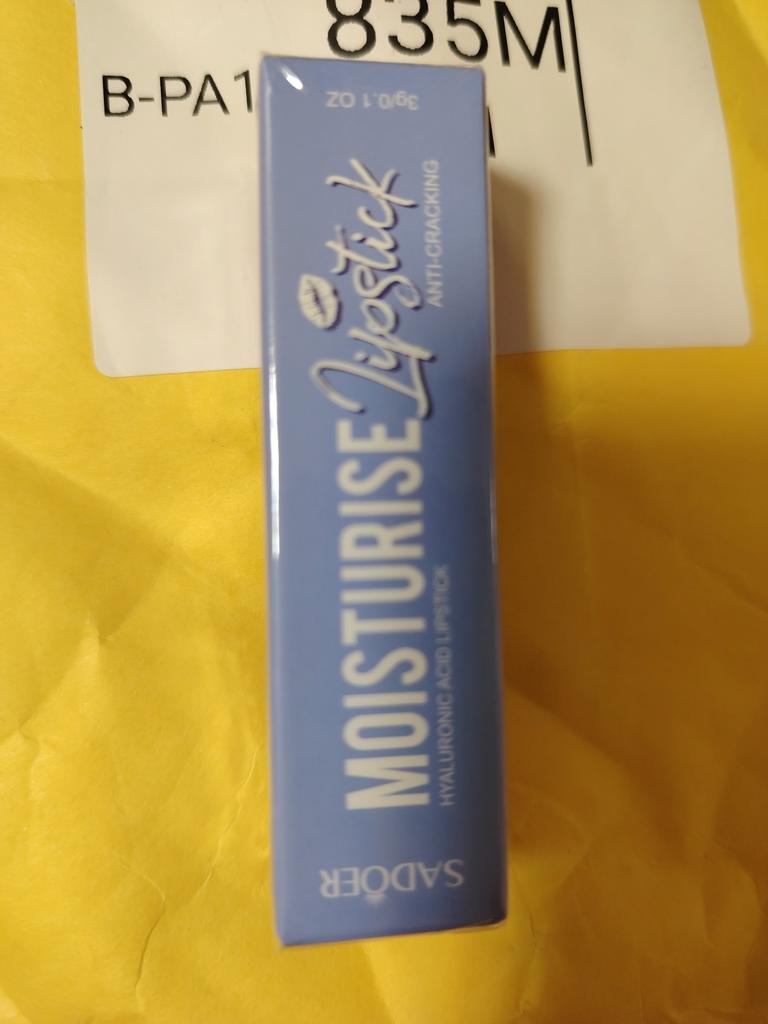 835M
B-PA1
3g/0.1 OZ
MOISTURISE Lipstick
HYALURONIC ACID LIPSTICK
ANTI-CRACKING
SADOER